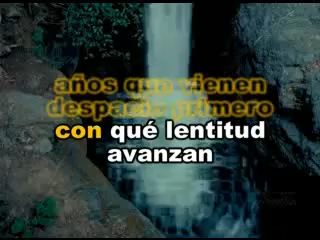 años que vienen
despacio primero
con qué lentitud
avanzan